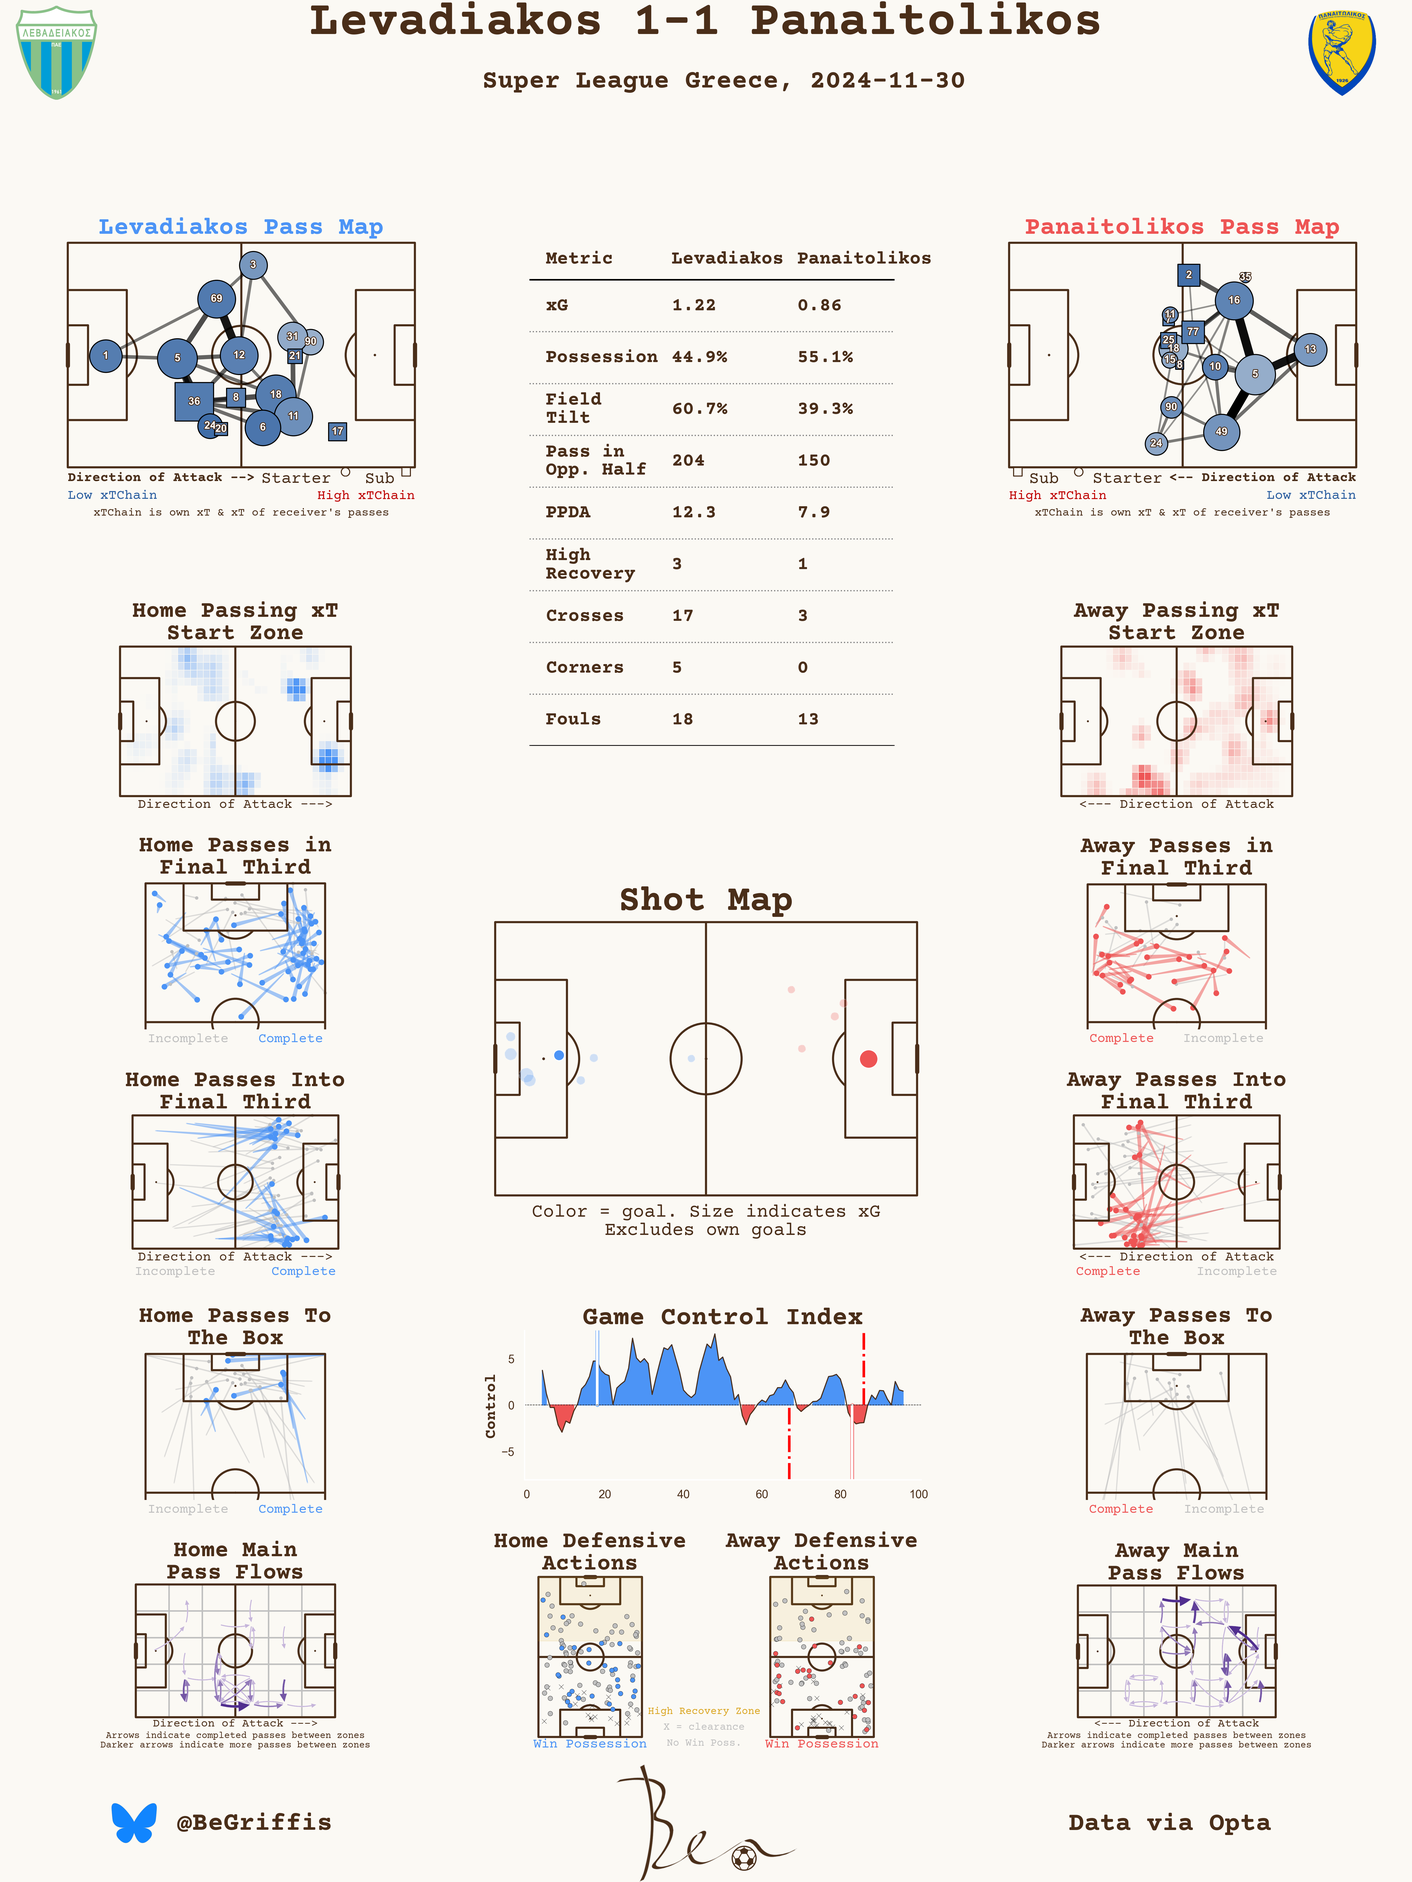 Levadiakos 1-1 Panaitolikos
Super League Greece, 2024-11-30
ΛΕΒΑΔΕΙΑΚΟΣ
ΠΑΕ
1961
ΠΑΝΑΙΤΩΛΙΚΟΣ
1926
Levadiakos Pass Map
3
69
31
90
1
5
12
21
36
8
18
11
24
20
6
17
Direction of Attack --> Starter Sub
Low xTChain High xTChain
xTChain is own xT & xT of receiver's passes
Metric Levadiakos Panaitolikos
xG 1.22 0.86
Possession 44.9% 55.1%
Field
Tilt 60.7% 39.3%
Pass in
Opp. Half 204 150
PPDA 12.3 7.9
High
Recovery 3 1
Crosses 17 3
Corners 5 0
Fouls 18 13
Panaitolikos Pass Map
2
35
16
11
77
25
18
13
15
8
10
5
90
49
24
Sub Starter <-- Direction of Attack
High xTChain Low xTChain
xTChain is own xT & xT of receiver's passes
Home Passing xT
Start Zone
Direction of Attack --->
Away Passing xT
Start Zone
<--- Direction of Attack
Home Passes in
Final Third
Incomplete Complete
Shot Map
Color = goal. Size indicates xG
Excludes own goals
Away Passes in
Final Third
Complete Incomplete
Home Passes Into
Final Third
Direction of Attack --->
Incomplete Complete
Away Passes Into
Final Third
<--- Direction of Attack
Complete Incomplete
Home Passes To
The Box
Incomplete Complete
Game Control Index
Control
5
0
−5
0 20 40 60 80 100
Away Passes To
The Box
Complete Incomplete
Home Main
Pass Flows
Direction of Attack --->
Arrows indicate completed passes between zones
Darker arrows indicate more passes between zones
Home Defensive
Actions
Win Possession
High Recovery Zone
X = clearance
No Win Poss.
Away Defensive
Actions
Win Possession
Away Main
Pass Flows
<--- Direction of Attack
Arrows indicate completed passes between zones
Darker arrows indicate more passes between zones
@BeGriffis
Ben
Data via Opta